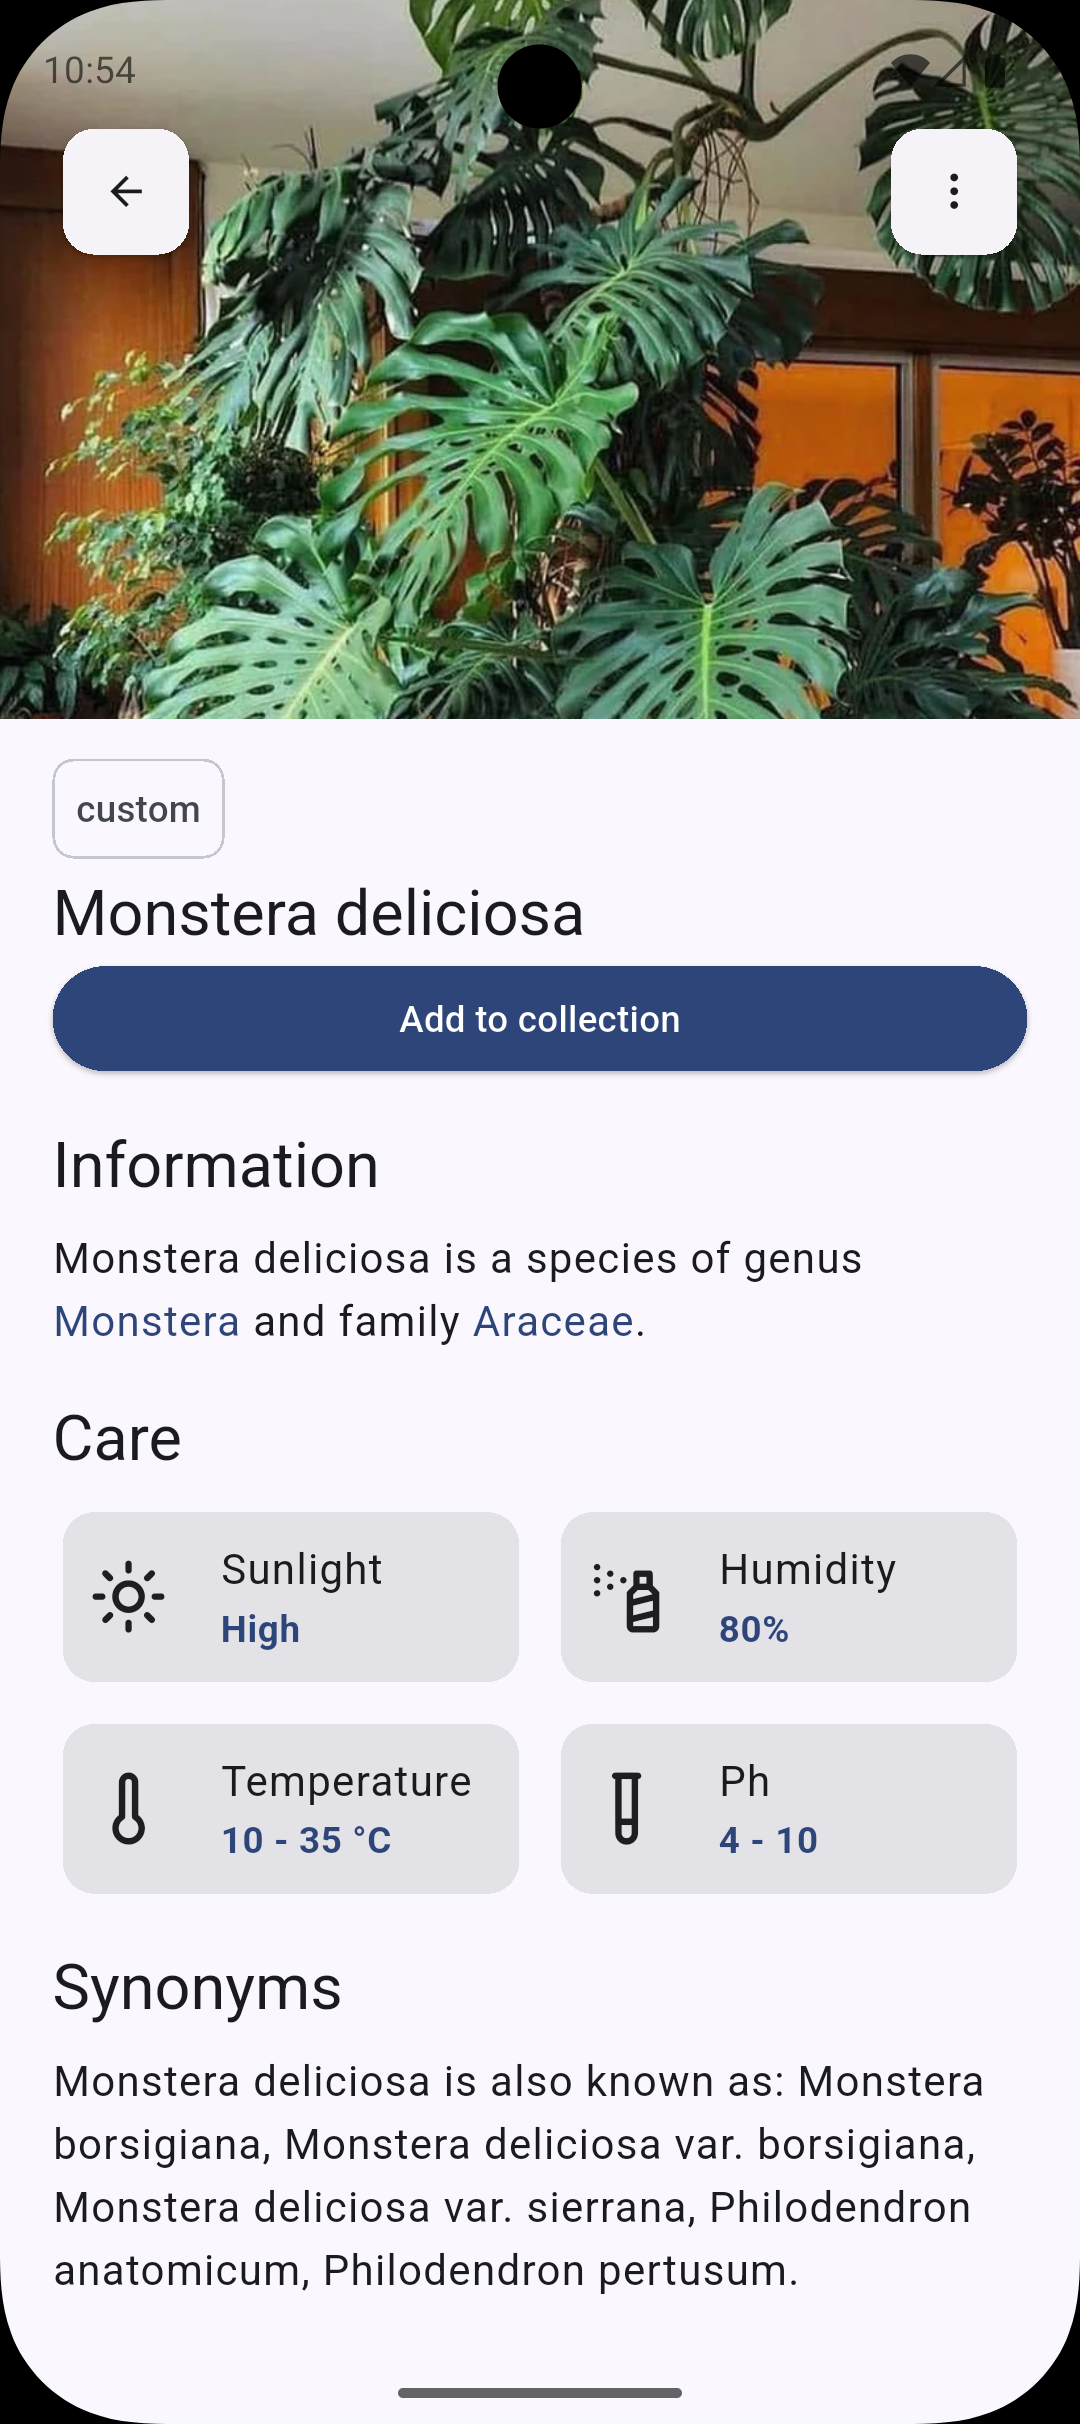 10:54
custom
Monstera deliciosa
Add to collection
Information
Monstera deliciosa is a species of genus
Monstera and family Araceae.
Care
Sunlight
High
Humidity
80%
Temperature
10 - 35 °C
Ph
4 - 10
Synonyms
Monstera deliciosa is also known as: Monstera
borsigiana, Monstera deliciosa var. borsigiana,
Monstera deliciosa var. sierrana, Philodendron
anatomicum, Philodendron pertusum.